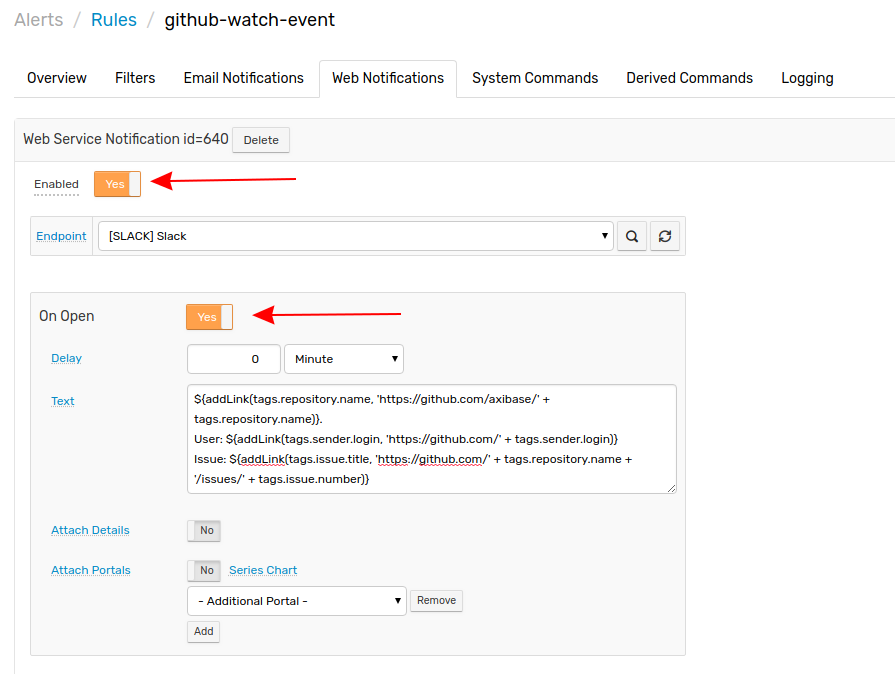 Alerts / Rules / github-watch-event
Overview Filters Email Notifications Web Notifications System Commands Derived Commands Logging
Web Service Notification id=640 Delete
Enabled Yes
Endpoint [SLACK] Slack
On Open Yes
Delay 0 Minute
Text ${addLink(tags.repository.name, 'https://github.com/axibase/' +
tags.repository.name)}.
User: ${addLink(tags.sender.login, 'https://github.com/' + tags.sender.login)}
Issue: ${addLink(tags.issue.title, 'https://github.com/' + tags.repository.name +
'/issues/' + tags.issue.number)}
Attach Details No
Attach Portals No Series Chart
- Additional Portal - Remove
Add